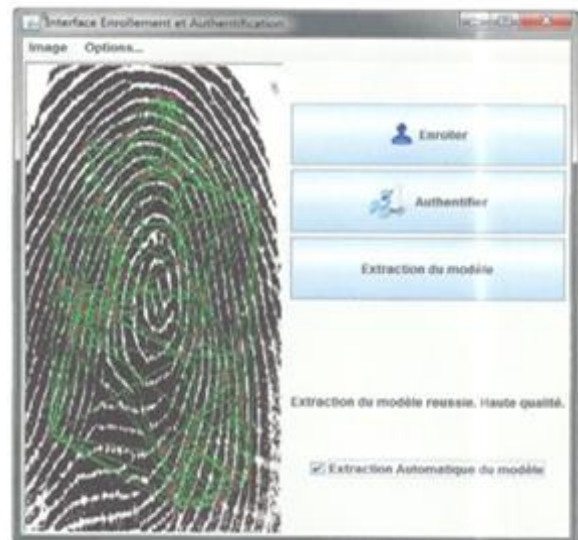 Interface Enrollement et Authentification
Image Options...
Enroller
Authentifier
Extraction du modèle
Extraction du modèle reussie. Haute qualité.
Extraction Automatique du modèle